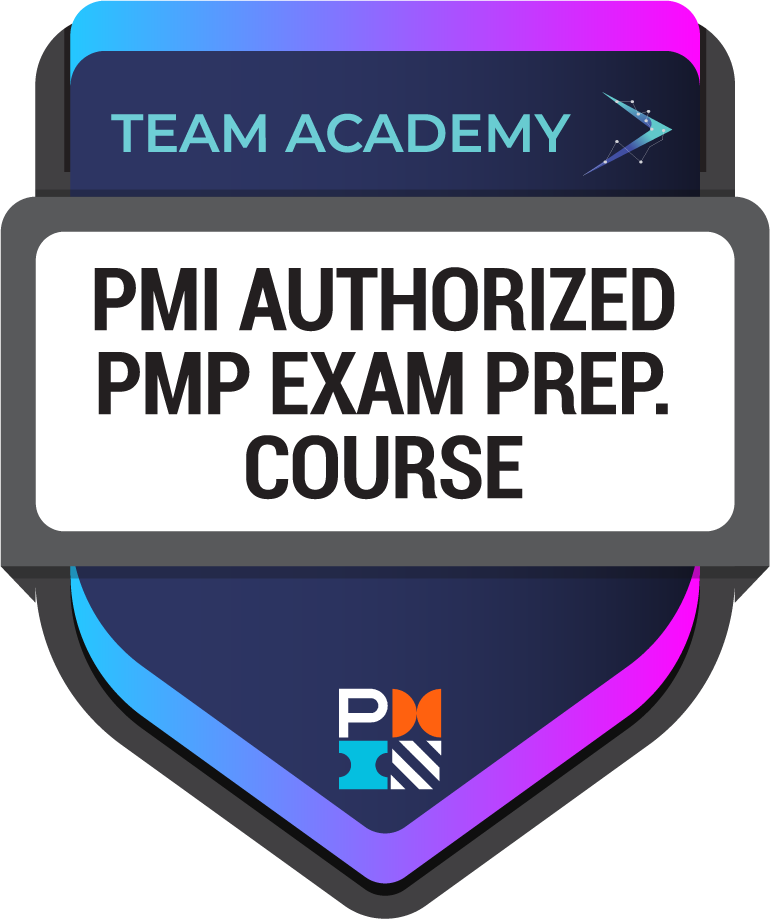 TEAM ACADEMY
PMI AUTHORIZED
PMP EXAM PREP.
COURSE
P